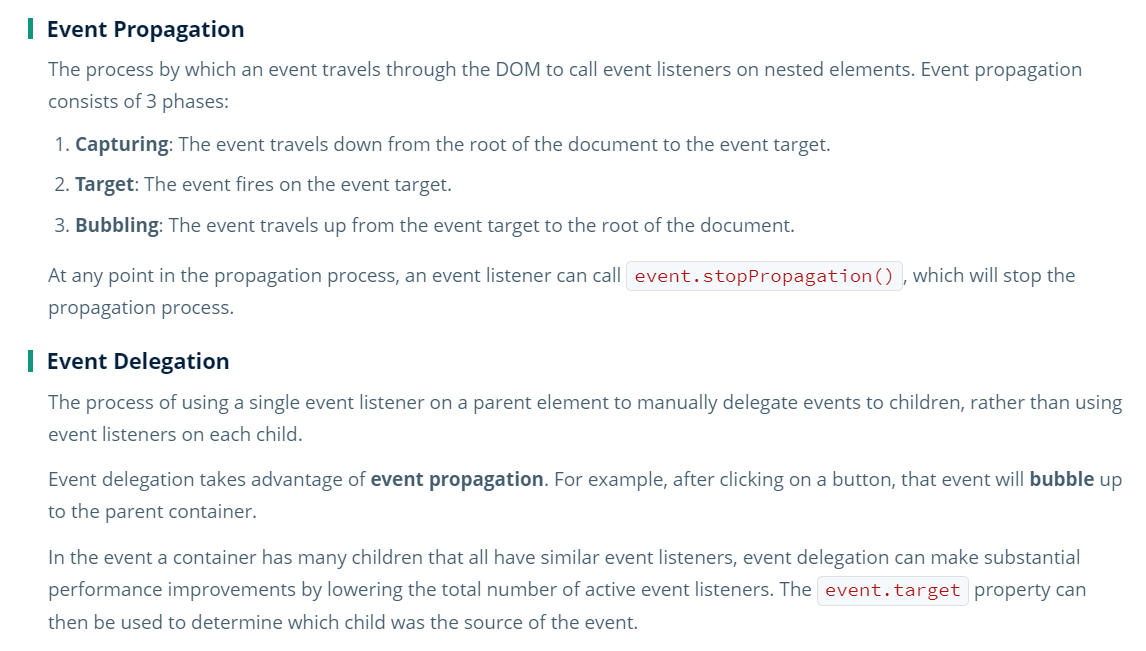 Event Propagation
The process by which an event travels through the DOM to call event listeners on nested elements. Event propagation
consists of 3 phases:
1. Capturing: The event travels down from the root of the document to the event target.
2. Target: The event fires on the event target.
3. Bubbling: The event travels up from the event target to the root of the document.
At any point in the propagation process, an event listener can call event.stopPropagation(), which will stop the
propagation process.
Event Delegation
The process of using a single event listener on a parent element to manually delegate events to children, rather than using
event listeners on each child.
Event delegation takes advantage of event propagation. For example, after clicking on a button, that event will bubble up
to the parent container.
In the event a container has many children that all have similar event listeners, event delegation can make substantial
performance improvements by lowering the total number of active event listeners. The event.target property can
then be used to determine which child was the source of the event.